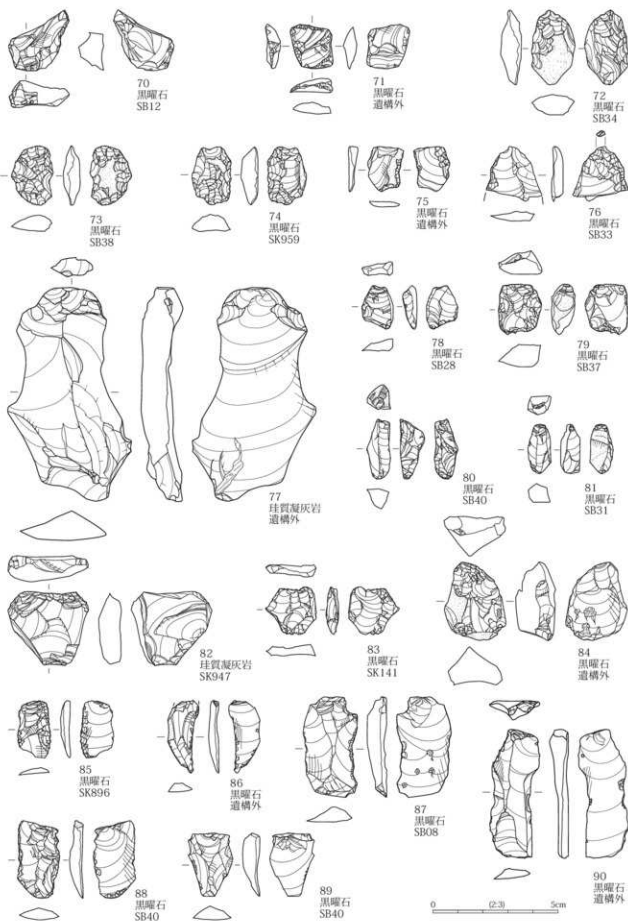 70
黒曜石
SB12
71
黒曜石
遺構外
72
黒曜石
SB34
73
黒曜石
SB38
74
黒曜石
SK959
75
黒曜石
遺構外
76
黒曜石
SB33
77
珪質凝灰岩
遺構外
78
黒曜石
SB28
79
黒曜石
SB37
80
黒曜石
SB40
81
黒曜石
SB31
82
珪質凝灰岩
SK947
83
黒曜石
SK141
84
黒曜石
遺構外
85
黒曜石
SK896
86
黒曜石
遺構外
87
黒曜石
SB08
88
黒曜石
SB40
89
黒曜石
SB40
90
黒曜石
遺構外
0 (2:3) 5cm